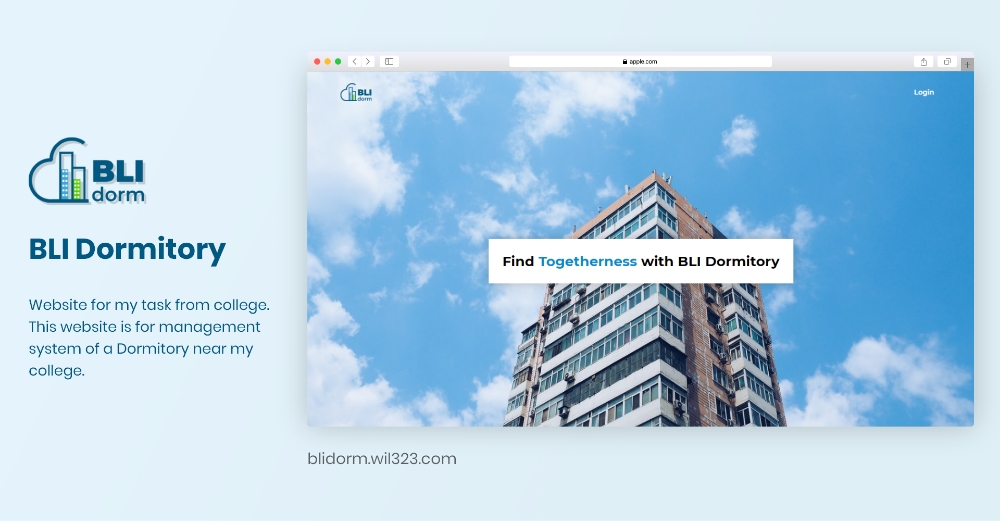 BLI
dorm
BLI Dormitory
Website for my task from college.
This website is for management
system of a Dormitory near my
college.
apple.com
BLI
dorm
Login
Find Togetherness with BLI Dormitory
blidorm.wil323.com